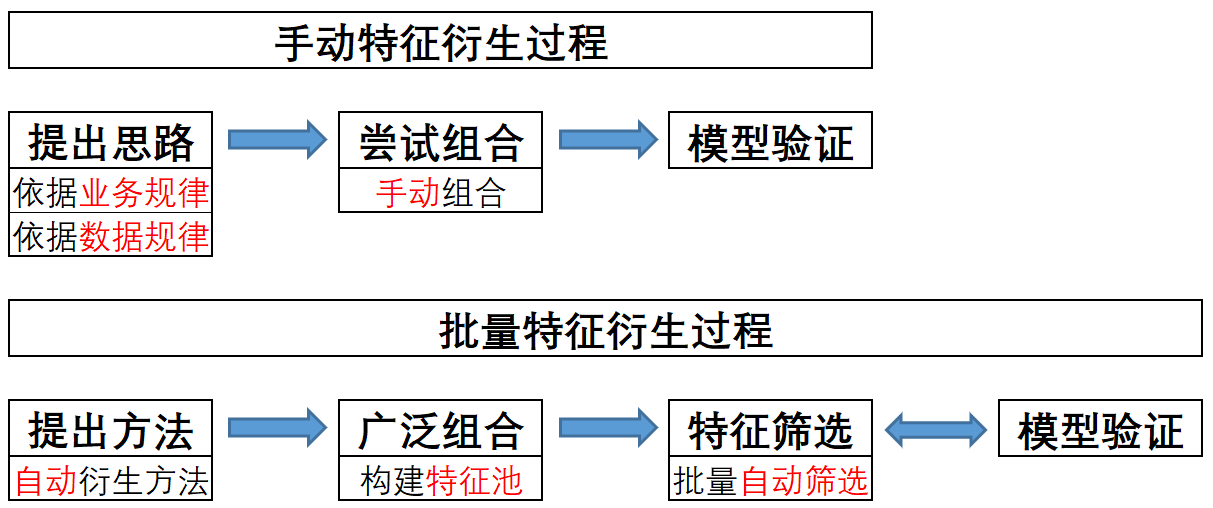 手动特征衍生过程
提出思路
依据业务规律
依据数据规律
尝试组合
手动组合
模型验证
批量特征衍生过程
提出方法
自动衍生方法
广泛组合
构建特征池
特征筛选
批量自动筛选
模型验证